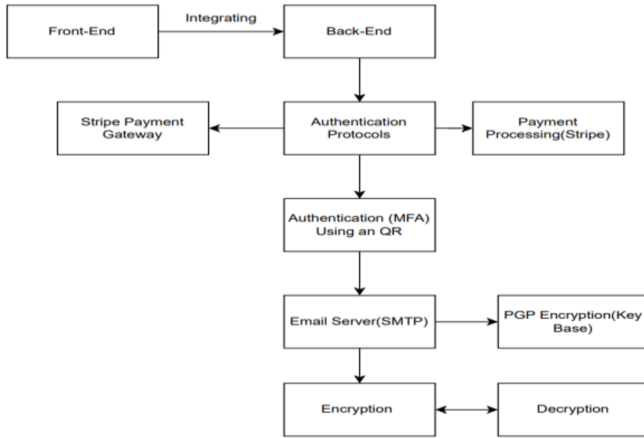 Integrating
Front-End
Back-End
Stripe Payment
Gateway
Authentication
Protocols
Payment
Processing(Stripe)
Authentication (MFA)
Using an QR
Email Server(SMTP)
PGP Encryption(Key
Base)
Encryption
Decryption